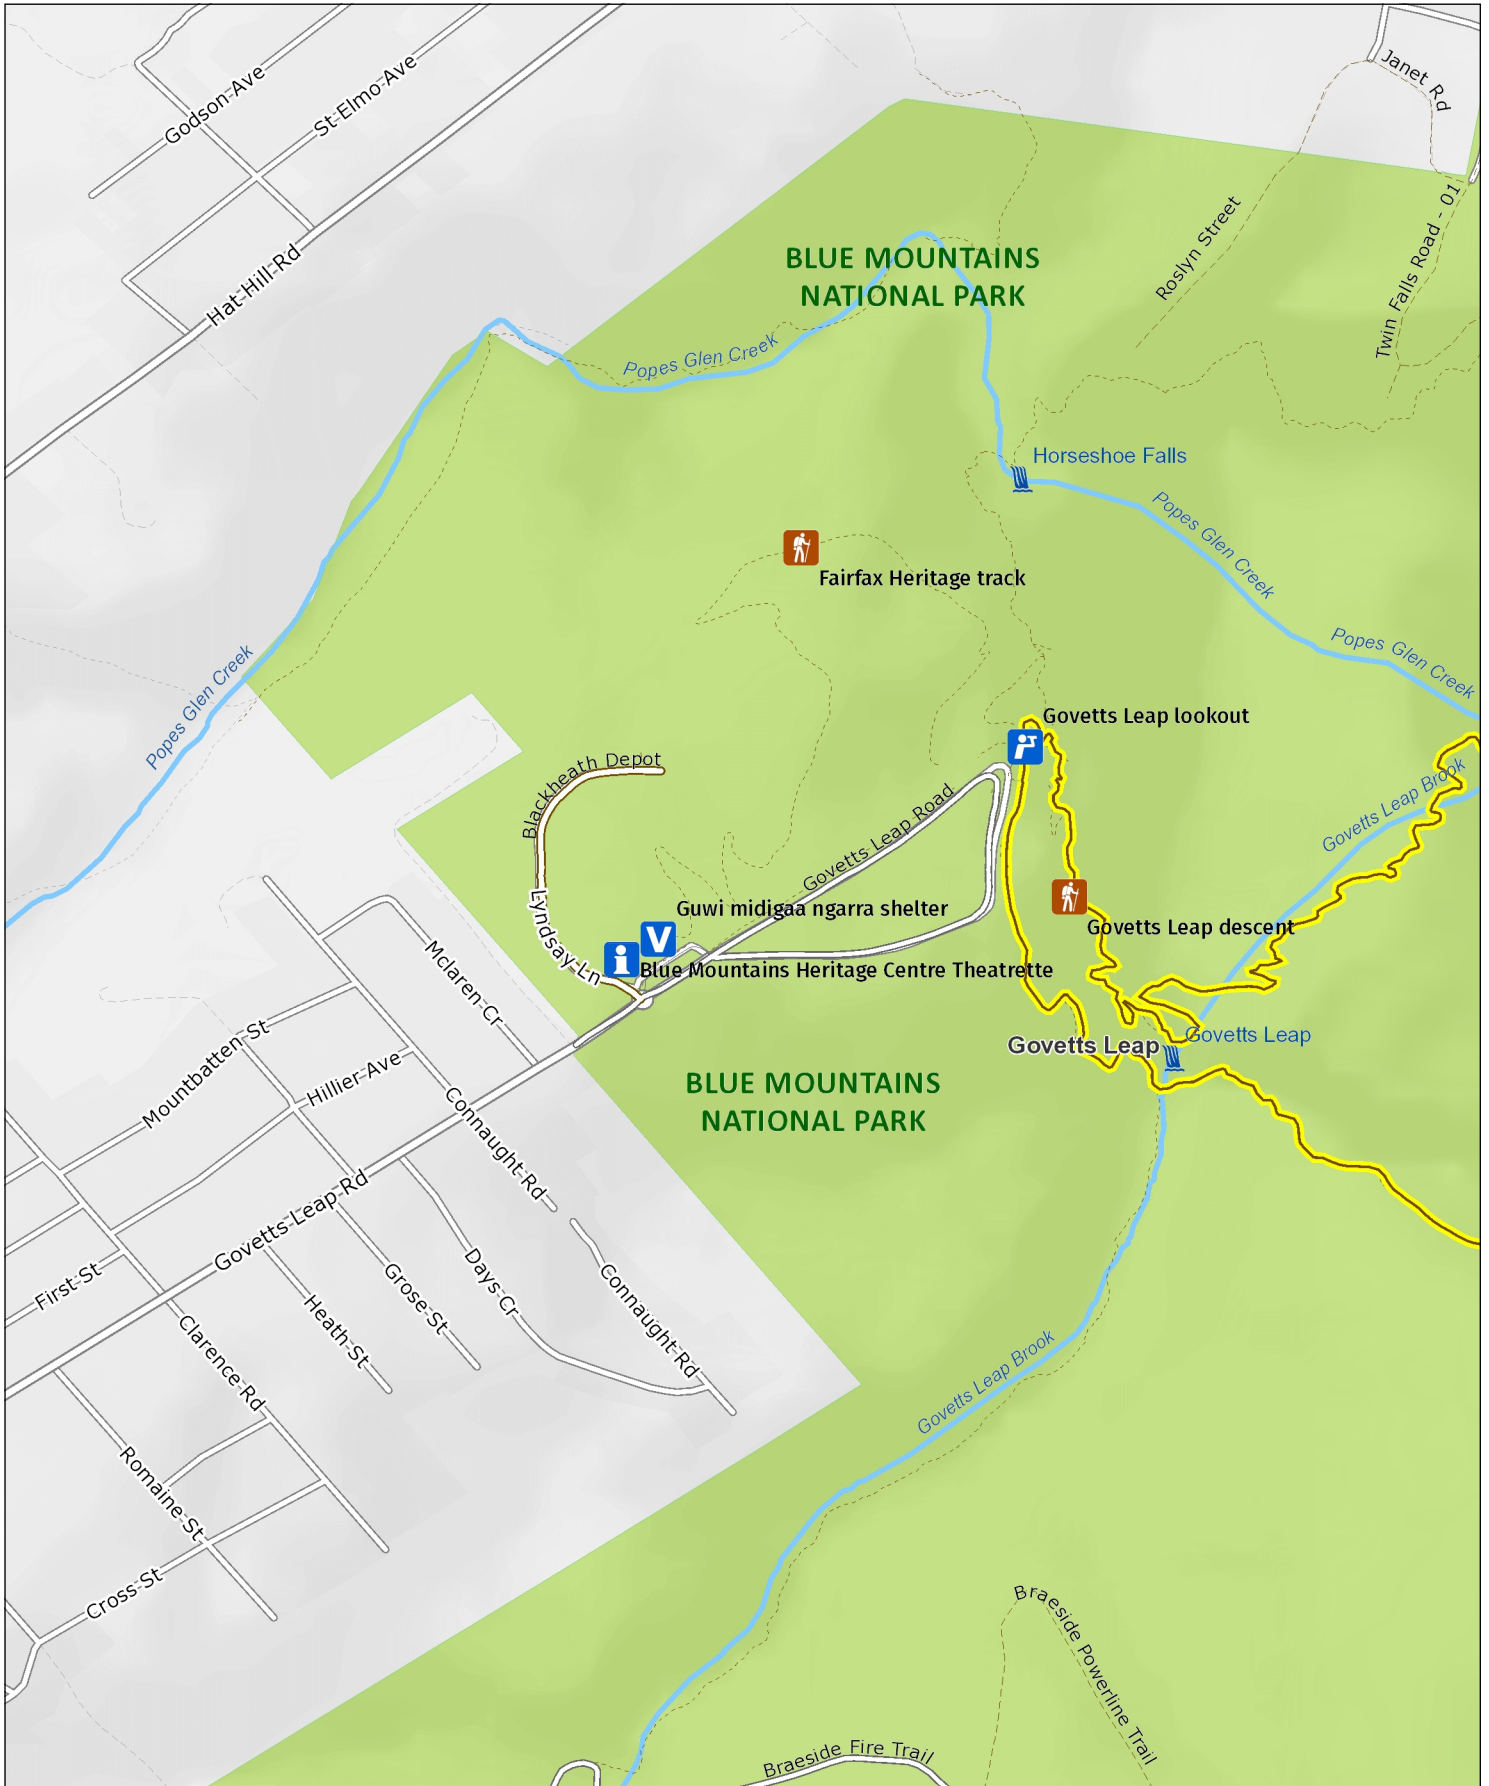 Godson Ave
St Elmo Ave
Janet Rd
Hat Hill Rd
Roslyn Street
Twin Falls Road - 01
BLUE MOUNTAINS
NATIONAL PARK
Popes Glen Creek
Horseshoe Falls
Popes Glen Creek
Fairfax Heritage track
Popes Glen Creek
Popes Glen Creek
Govetts Leap lookout
Blackheath Depot
Govetts Leap Road
Govetts Leap Brook
Lyndsay Ln
Guwi midigaa ngarra shelter
V
i
Blue Mountains Heritage Centre Theatrette
Govetts Leap descent
Mclaren Cr
Mountbatten St
Hillier Ave
Govetts Leap
Govetts Leap
BLUE MOUNTAINS
NATIONAL PARK
Connaught Rd
Govetts Leap Rd
First St
Heath St
Grose St
Days Cr
Connaught Rd
Clarence Rd
Govetts Leap Brook
Romaine St
Cross St
Braeside Powerline Trail
Braeside Fire Trail